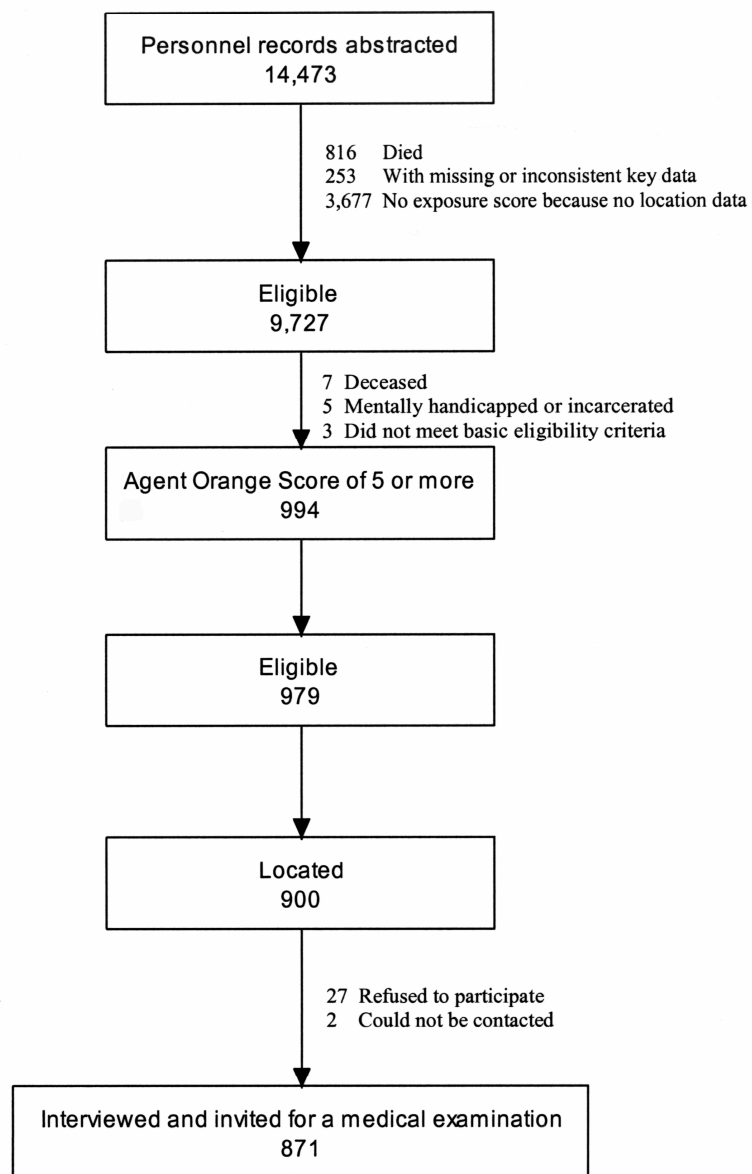 Personnel records abstracted
14,473
816 Died
253 With missing or inconsistent key data
3,677 No exposure score because no location data
Eligible
9,727
7 Deceased
5 Mentally handicapped or incarcerated
3 Did not meet basic eligibility criteria
Agent Orange Score of 5 or more
994
Eligible
979
Located
900
27 Refused to participate
2 Could not be contacted
Interviewed and invited for a medical examination
871